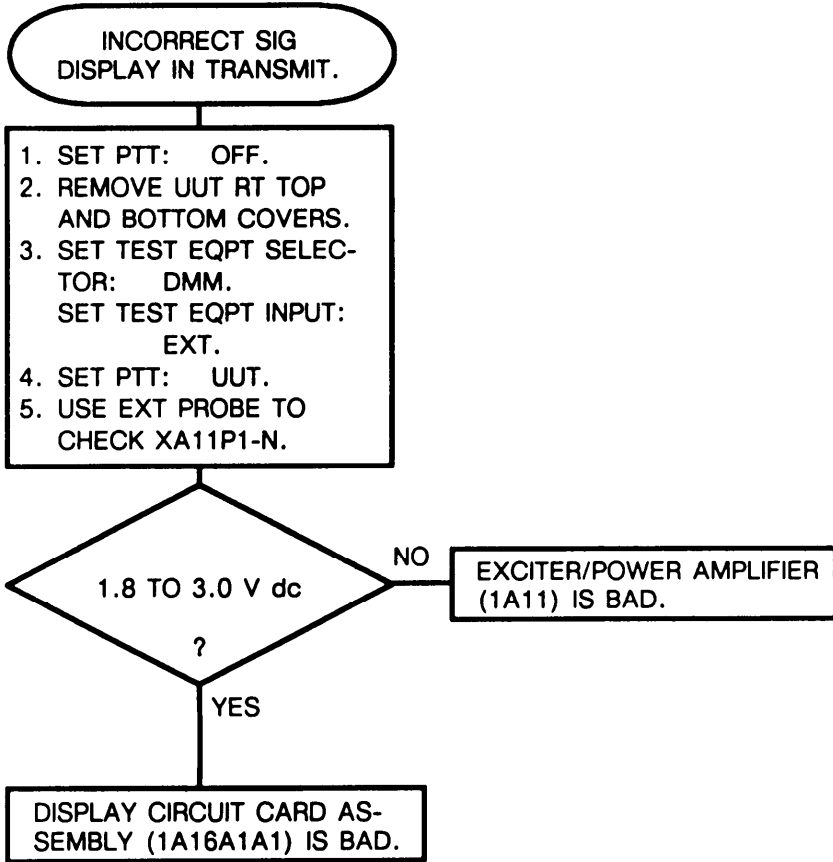 INCORRECT SIG
DISPLAY IN TRANSMIT.
1. SET PTT: OFF.
2. REMOVE UUT RT TOP
AND BOTTOM COVERS.
3. SET TEST EQPT SELEC-
TOR: DMM.
SET TEST EQPT INPUT:
EXT.
4. SET PTT: UUT.
5. USE EXT PROBE TO
CHECK XA11P1-N.
1.8 TO 3.0 V dc
?
NO
EXCITER/POWER AMPLIFIER
(1A11) IS BAD.
YES
DISPLAY CIRCUIT CARD AS-
SEMBLY (1A16A1A1) IS BAD.